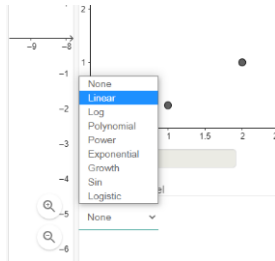 2
-9
-8
-1
1
-2
-3
-4
-5
-6
1
1.5
2
None
Linear
Log
Polynomial
Power
Exponential
Growth
Sin
Logistic
None